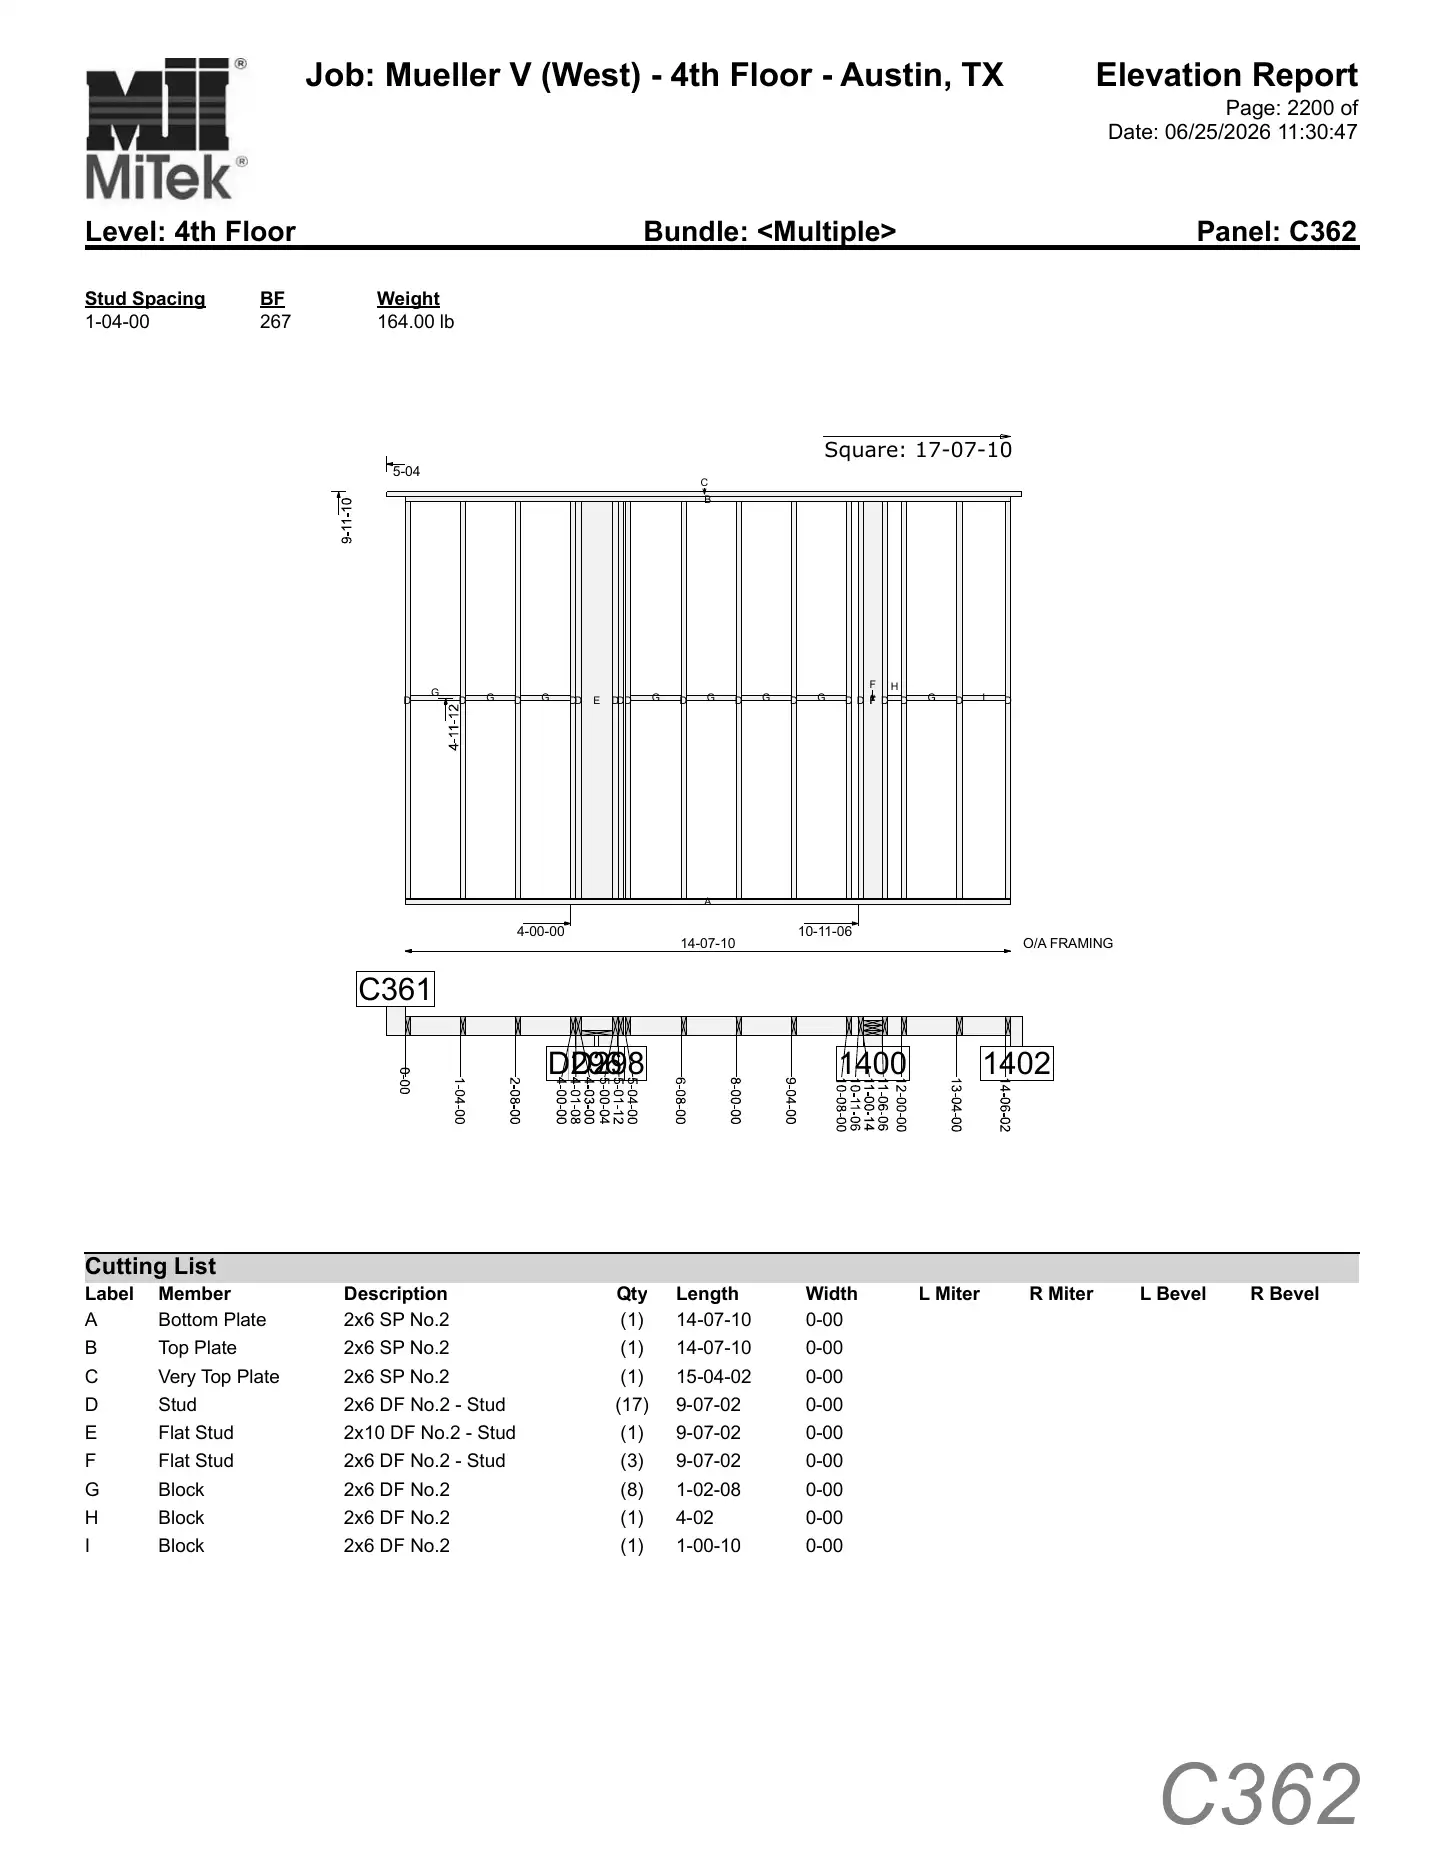 Job: Mueller V (West) - 4th Floor - Austin, TX
Elevation Report
Page: 2200 of
Date: 06/25/2026 11:30:47
MiTek®
Level: 4th Floor Bundle: <Multiple> Panel: C362
Stud Spacing BF Weight
1-04-00 267 164.00 lb
Square: 17-07-10
5-04
C
B
9-11-10
F
H
G
D G G D E D D G G G G D D F G I D
4-11-12
A
4-00-00 10-11-06
14-07-10 O/A FRAMING
C361
1400 1402
0-00
1-04-00
2-08-00
4-00-00
4-01-08
4-03-00
5-00-04
5-01-12
5-04-00
6-08-00
8-00-00
9-04-00
10-08-00
10-11-06
11-00-14
11-06-06
12-00-00
13-04-00
14-06-02
Cutting List
Label Member Description Qty Length Width L Miter R Miter L Bevel R Bevel
A Bottom Plate 2x6 SP No.2 (1) 14-07-10 0-00
B Top Plate 2x6 SP No.2 (1) 14-07-10 0-00
C Very Top Plate 2x6 SP No.2 (1) 15-04-02 0-00
D Stud 2x6 DF No.2 - Stud (17) 9-07-02 0-00
E Flat Stud 2x10 DF No.2 - Stud (1) 9-07-02 0-00
F Flat Stud 2x6 DF No.2 - Stud (3) 9-07-02 0-00
G Block 2x6 DF No.2 (8) 1-02-08 0-00
H Block 2x6 DF No.2 (1) 4-02 0-00
I Block 2x6 DF No.2 (1) 1-00-10 0-00
C362